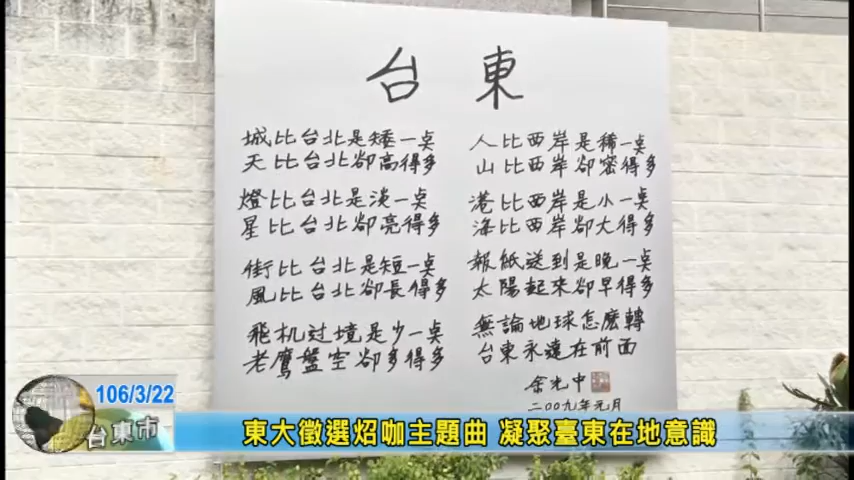 台東
城比台北是矮一点
天比台北卻高得多
燈比台北是淡一点
星比台北卻亮得多
街比台北是短一点
風比台北卻長得多
飛机过境是少一点
老鷹盤空卻多得多
人比西岸是稀一点
山比西岸卻密得多
港比西岸是小一点
海比西岸卻大得多
報紙送到是晚一点
太陽起來卻早得多
無論地球怎麽轉
台東永遠在前面
余光中
二〇〇九年元月
106/3/22
台東市
東大徵選炤咖主題曲 凝聚臺東在地意識